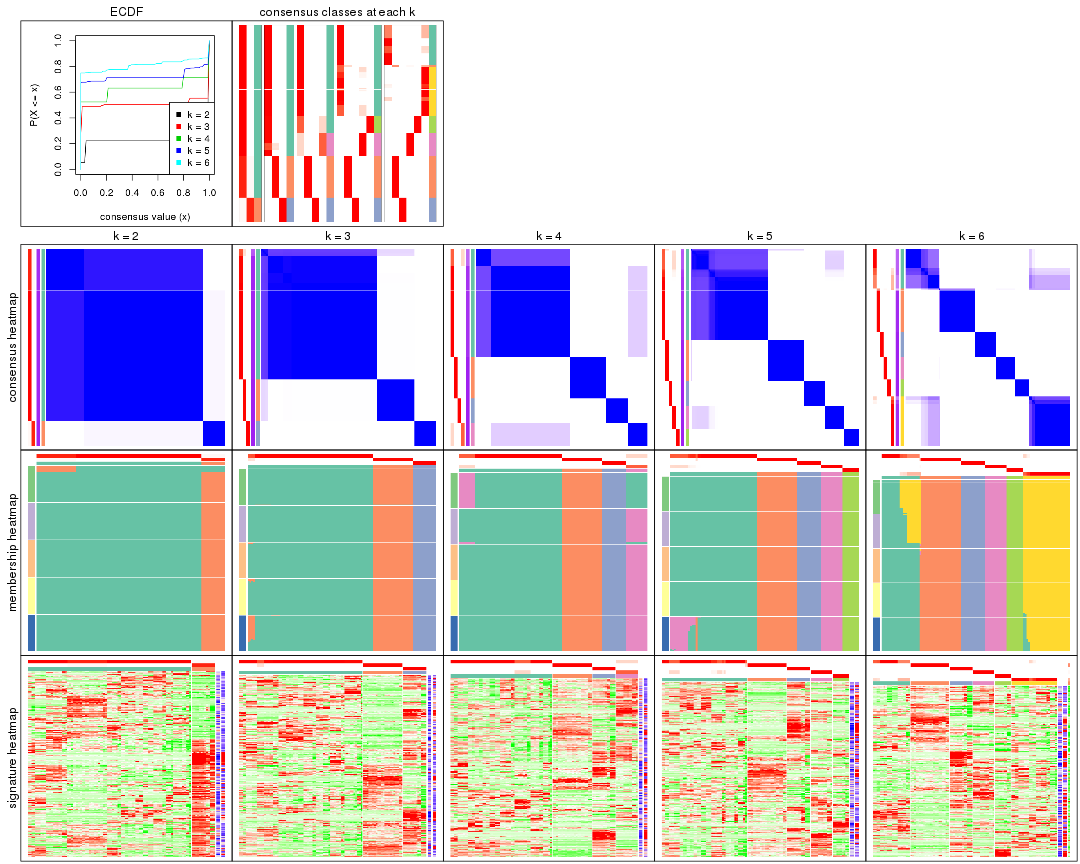 ECDF
consensus classes at each k
P(X <= x)
0.0 0.2 0.4 0.6 0.8 1.0
k = 2
k = 3
k = 4
k = 5
k = 6
0.0 0.2 0.4 0.6 0.8 1.0
consensus value (x)
k = 2
k = 3
k = 4
k = 5
k = 6
consensus heatmap
membership heatmap
signature heatmap